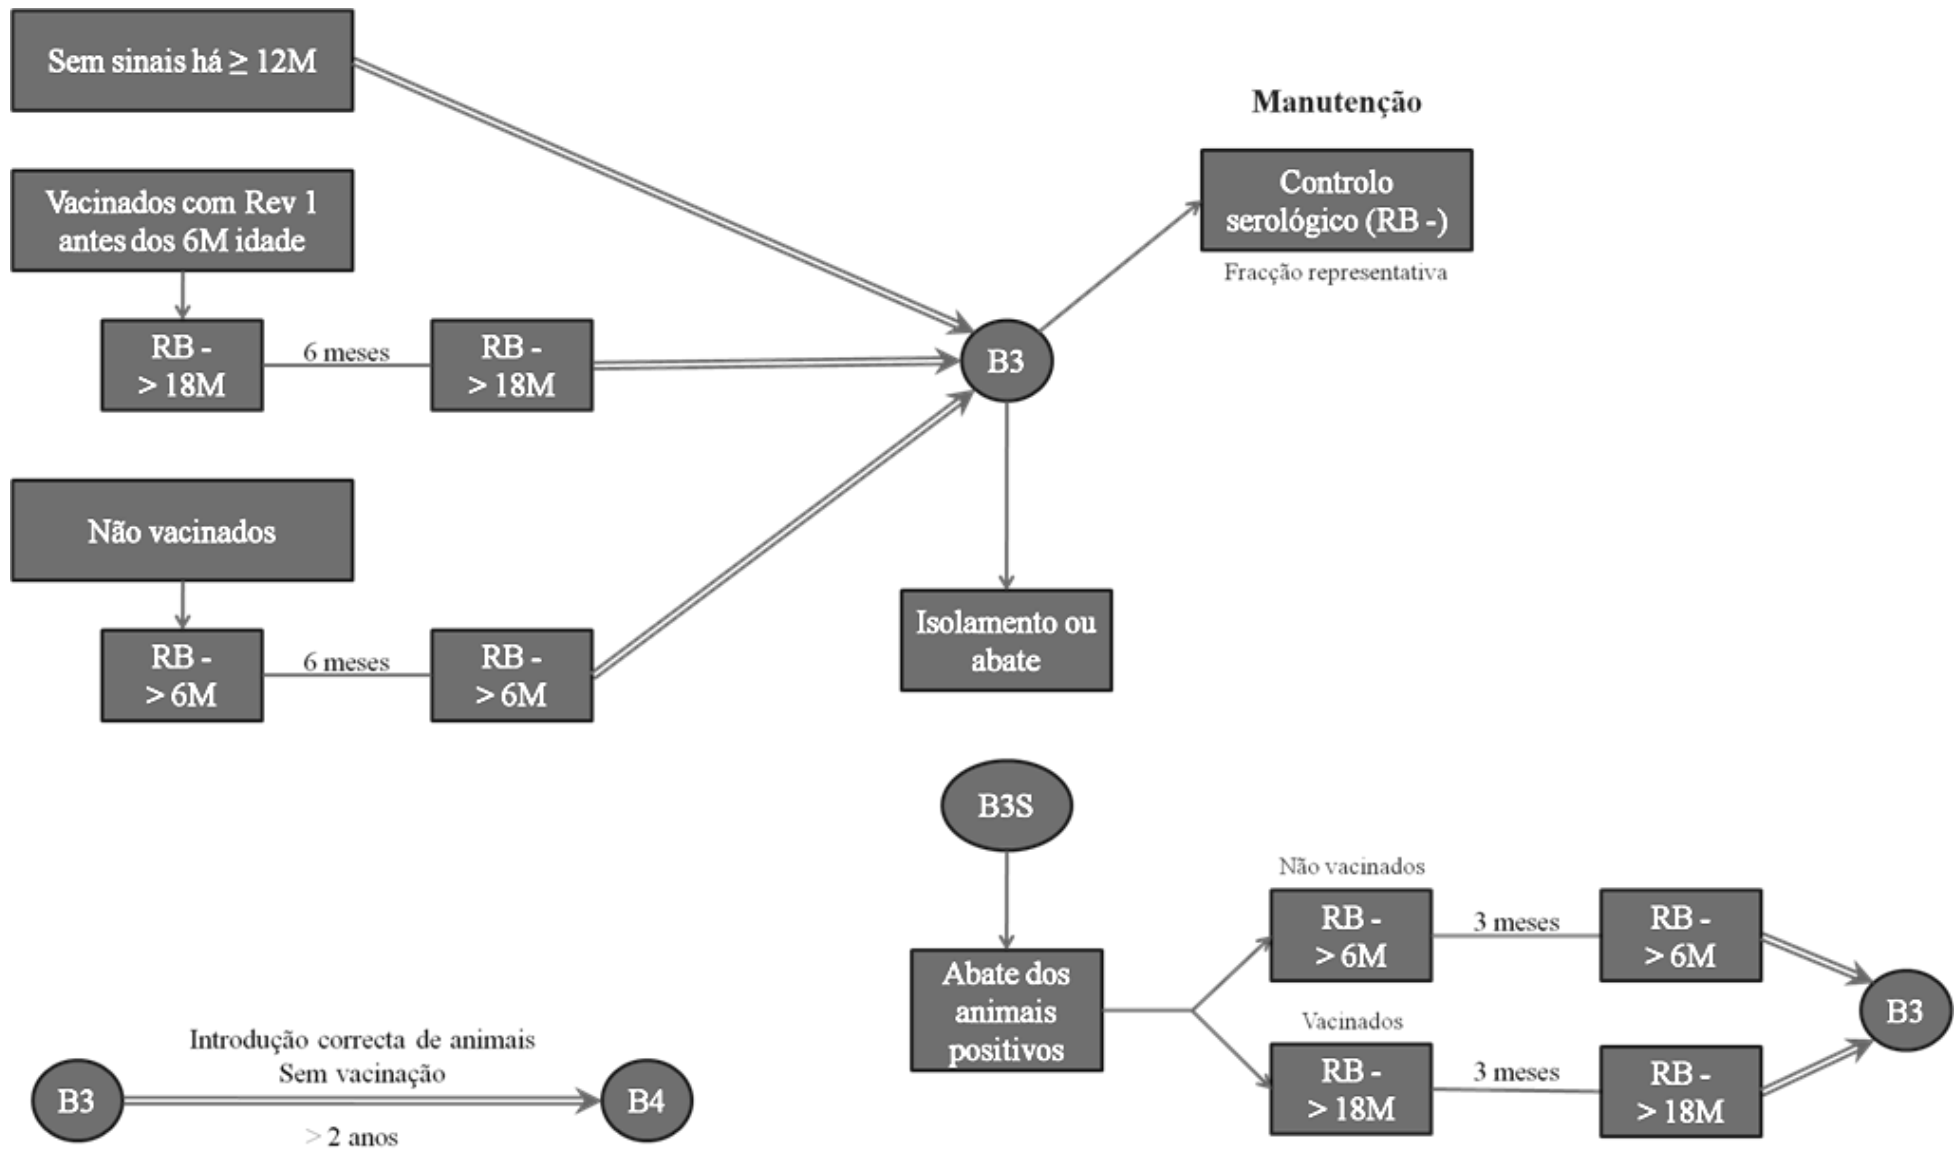 Sem sinais há ≥ 12M
Manutenção
Controlo
serológico (RB -)
Fracção representativa
Vacinados com Rev 1
antes dos 6M idade
RB -
> 18M
6 meses
RB -
> 18M
B3
Não vacinados
RB -
> 6M
6 meses
RB -
> 6M
Isolamento ou
abate
B3S
Abate dos
animais
positivos
Não vacinados
RB -
> 6M
3 meses
RB -
> 6M
Vacinados
RB -
> 18M
3 meses
RB -
> 18M
B3
B3
Introdução correcta de animais
Sem vacinação
> 2 anos
B4